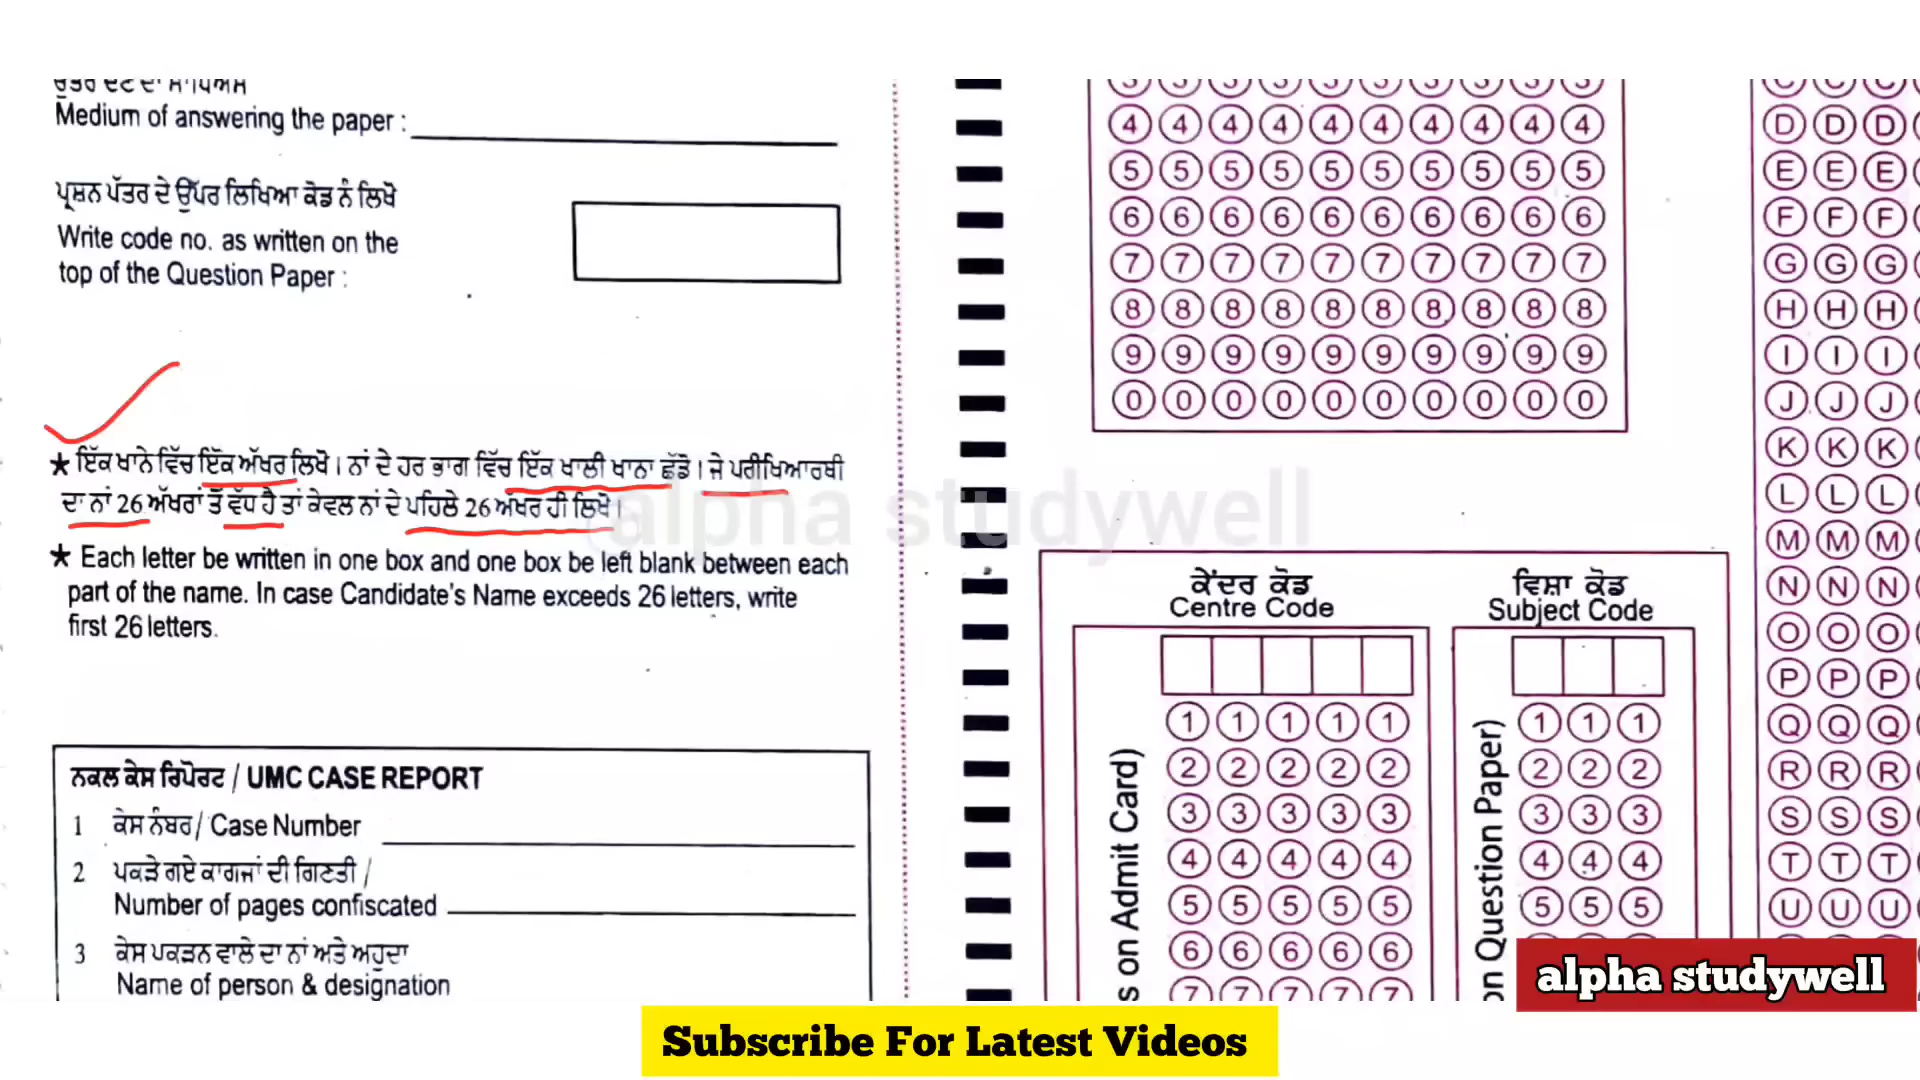 Medium of answering the paper :
ਪ੍ਰਸ਼ਨ ਪੱਤਰ ਦੇ ਉੱਪਰ ਲਿਖਿਆ ਕੋਡ ਨੰ ਲਿਖੋ
Write code no. as written on the
top of the Question Paper :
★ ਇੱਕ ਖਾਨੇ ਵਿੱਚ ਇੱਕ ਅੱਖਰ ਲਿਖੋ। ਨਾਂ ਦੇ ਹਰ ਭਾਗ ਵਿੱਚ ਇੱਕ ਖਾਲੀ ਖਾਨਾ ਛੱਡੋ। ਜੇ ਪਰੀਖਿਆਰਥੀ
ਦਾ ਨਾਂ 26 ਅੱਖਰਾਂ ਤੋਂ ਵੱਧ ਹੈ ਤਾਂ ਕੇਵਲ ਨਾਂ ਦੇ ਪਹਿਲੇ 26 ਅੱਖਰ ਹੀ ਲਿਖੋ।
★ Each letter be written in one box and one box be left blank between each
part of the name. In case Candidate's Name exceeds 26 letters, write
first 26 letters.
ਨਕਲ ਕੇਸ ਰਿਪੋਰਟ / UMC CASE REPORT
1 ਕੇਸ ਨੰਬਰ / Case Number
2 ਪਕੜੇ ਗਏ ਕਾਗਜਾਂ ਦੀ ਗਿਣਤੀ /
Number of pages confiscated
3 ਕੇਸ ਪਕੜਨ ਵਾਲੇ ਦਾ ਨਾਂ ਅਤੇ ਅਹੁਦਾ
Name of person & designation
4 4 4 4 4 4 4 4 4 4
5 5 5 5 5 5 5 5 5 5
6 6 6 6 6 6 6 6 6 6
7 7 7 7 7 7 7 7 7 7
8 8 8 8 8 8 8 8 8 8
9 9 9 9 9 9 9 9 9 9
0 0 0 0 0 0 0 0 0 0
alpha studywell
ਕੇਂਦਰ ਕੋਡ
Centre Code
s on Admit Card)
1 1 1 1 1
2 2 2 2 2
3 3 3 3 3
4 4 4 4 4
5 5 5 5 5
6 6 6 6 6
7 7 7 7 7
ਵਿਸ਼ਾ ਕੋਡ
Subject Code
on Question Paper)
1 1 1
2 2 2
3 3 3
4 4 4
5 5 5
D D D
E E E
F F F
G G G
H H H
I I I
J J J
K K K
L L L
M M M
N N N
O O O
P P P
Q Q Q
R R R
S S S
T T T
U U U
alpha studywell
Subscribe For Latest Videos